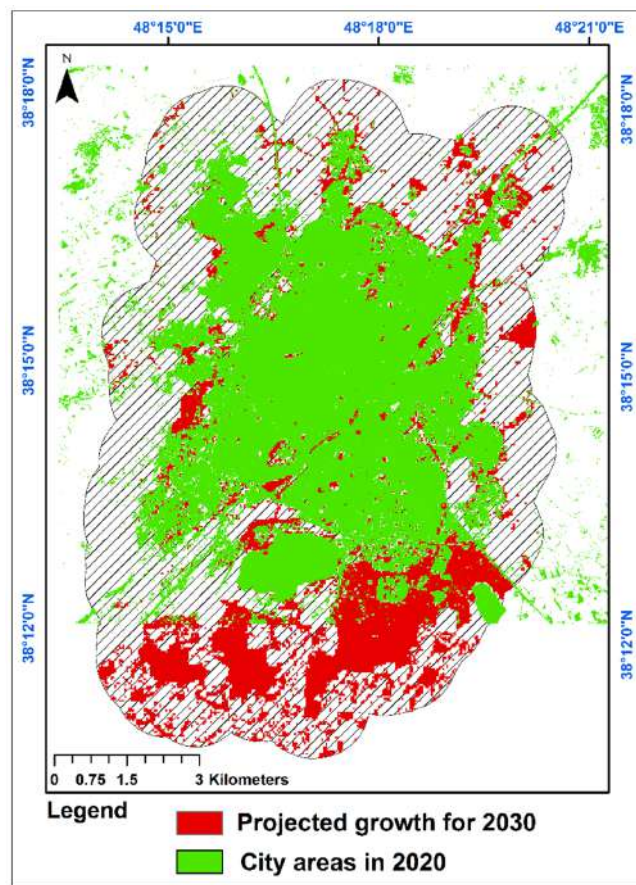 48°15'0"E 48°18'0"E 48°21'0"E
N
38°18'0"N 38°18'0"N
38°15'0"N 38°15'0"N
38°12'0"N 38°12'0"N
0 0.75 1.5 3 Kilometers
Legend
Projected growth for 2030
City areas in 2020